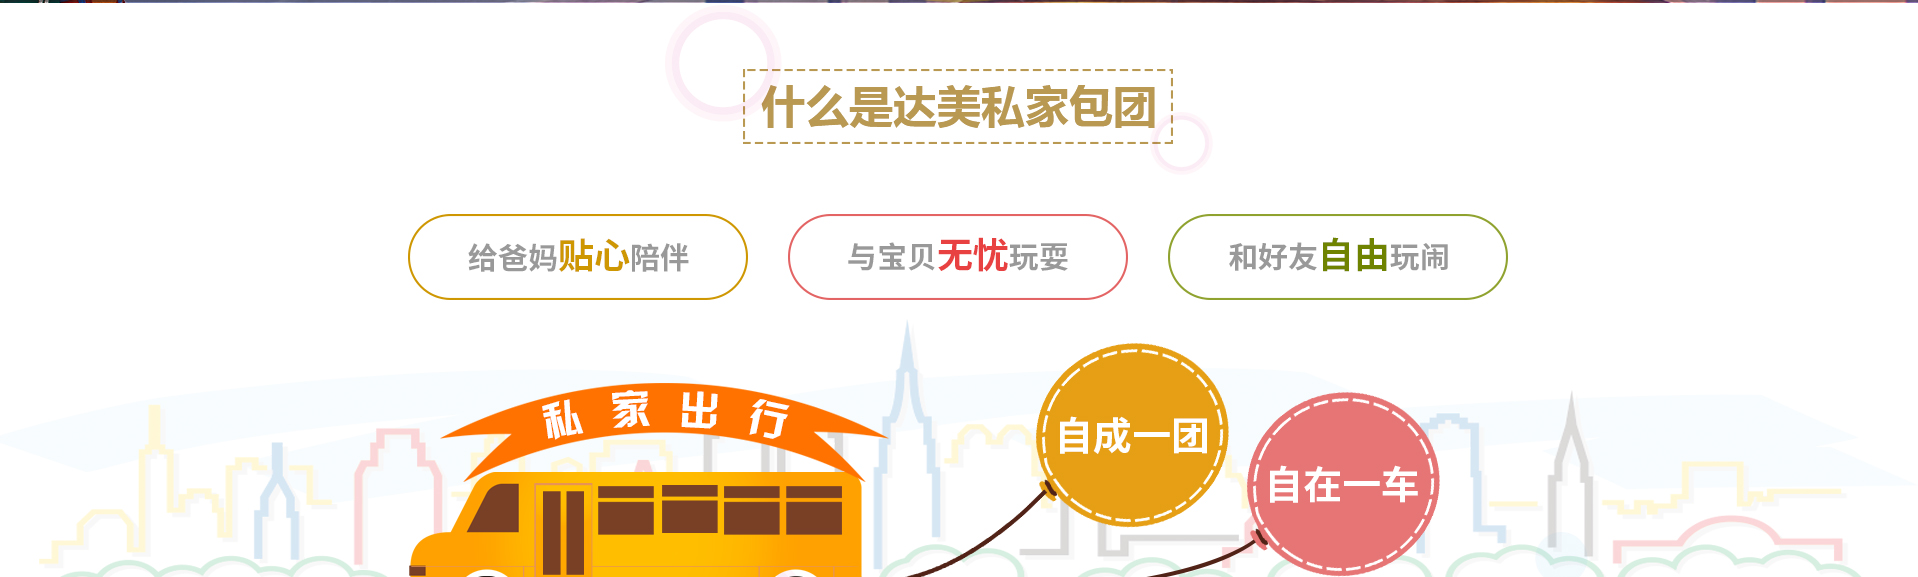 什么是达美私家包团
给爸妈贴心陪伴
与宝贝无忧玩耍
和好友自由玩闹
私家出行
自成一团
自在一车